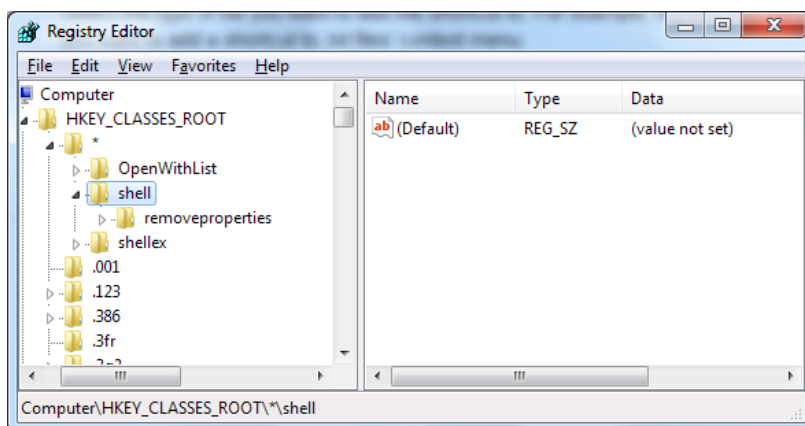 Registry Editor
File Edit View Favorites Help
Computer
HKEY_CLASSES_ROOT
*
OpenWithList
shell
removeproperties
shellex
.001
.123
.386
.3fr
Name Type Data
ab (Default) REG_SZ (value not set)
Computer\HKEY_CLASSES_ROOT\*\shell